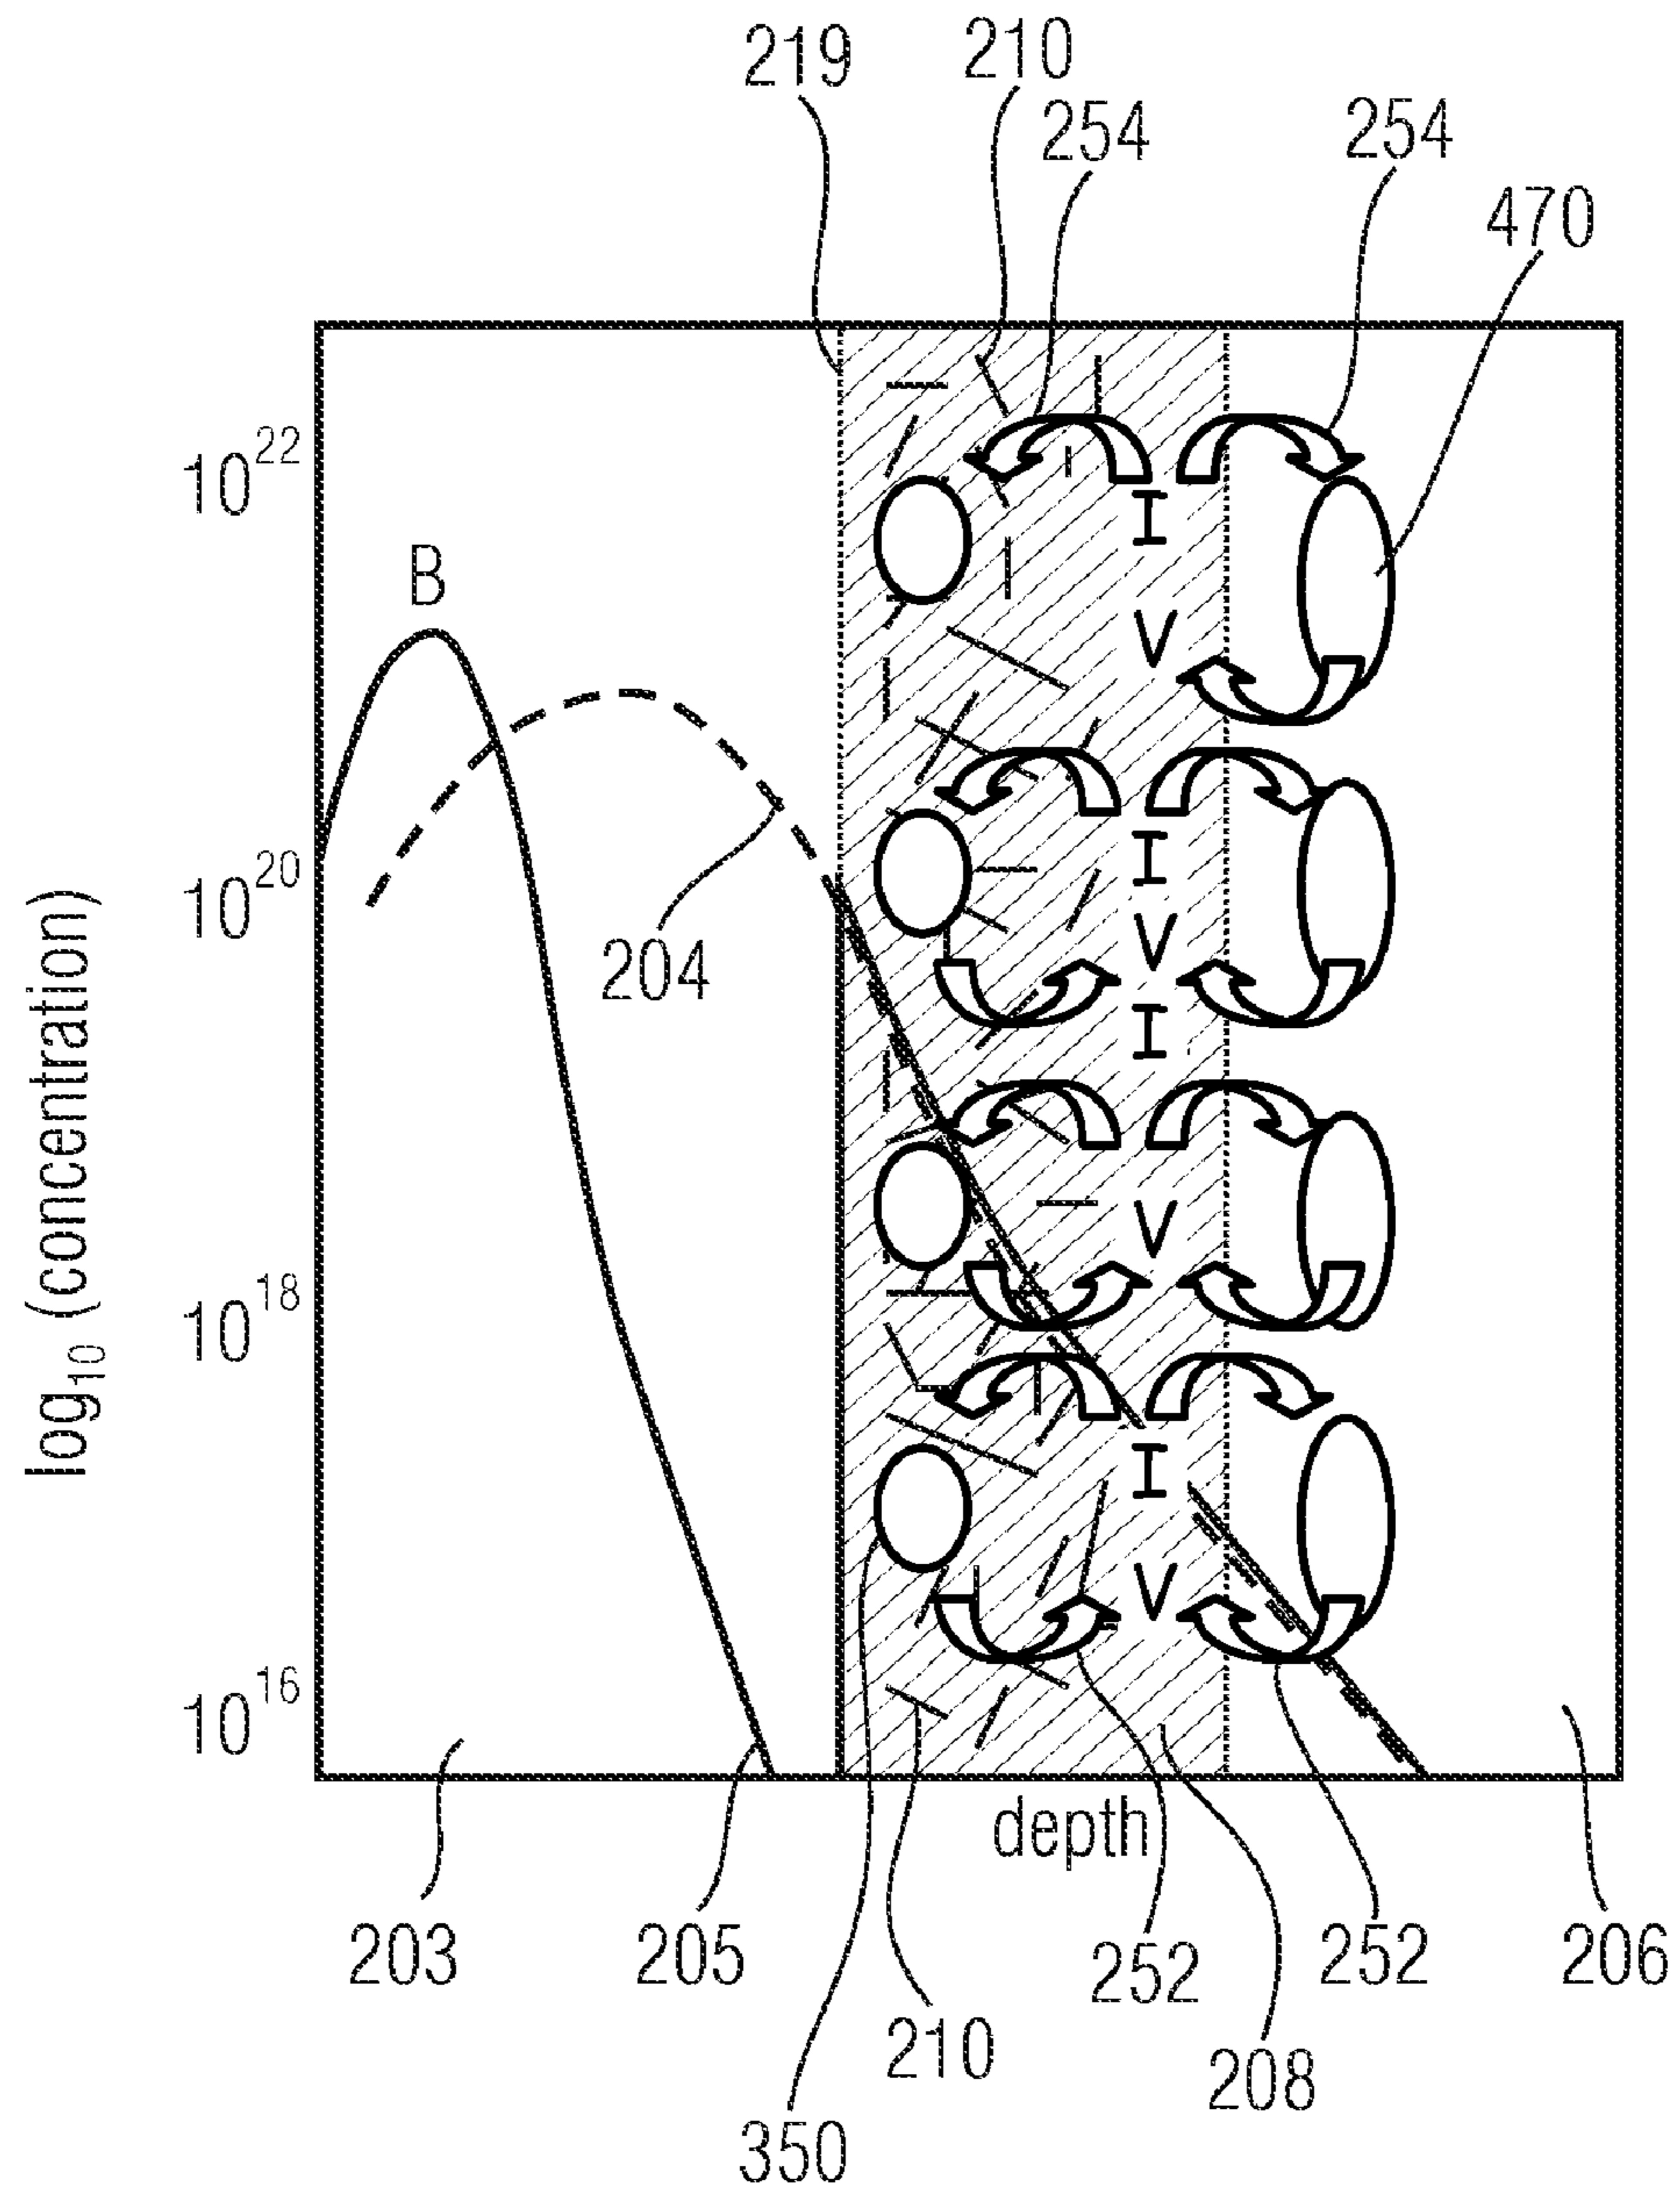 219
210
254
254
470
10^22
I
B
V
10^20
I
V
204
I
log10 (concentration)
V
10^18
I
V
10^16
depth
203
205
252
252
206
210
208
350